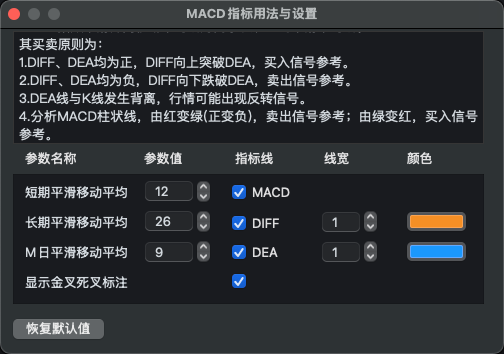 MACD 指标用法与设置
其买卖原则为：
1.DIFF、DEA均为正，DIFF向上突破DEA，买入信号参考。
2.DIFF、DEA均为负，DIFF向下跌破DEA，卖出信号参考。
3.DEA线与K线发生背离，行情可能出现反转信号。
4.分析MACD柱状线，由红变绿(正变负)，卖出信号参考；由绿变红，买入信号
参考。
参数名称 参数值 指标线 线宽 颜色
短期平滑移动平均 12 MACD
长期平滑移动平均 26 DIFF 1
M日平滑移动平均 9 DEA 1
显示金叉死叉标注
恢复默认值